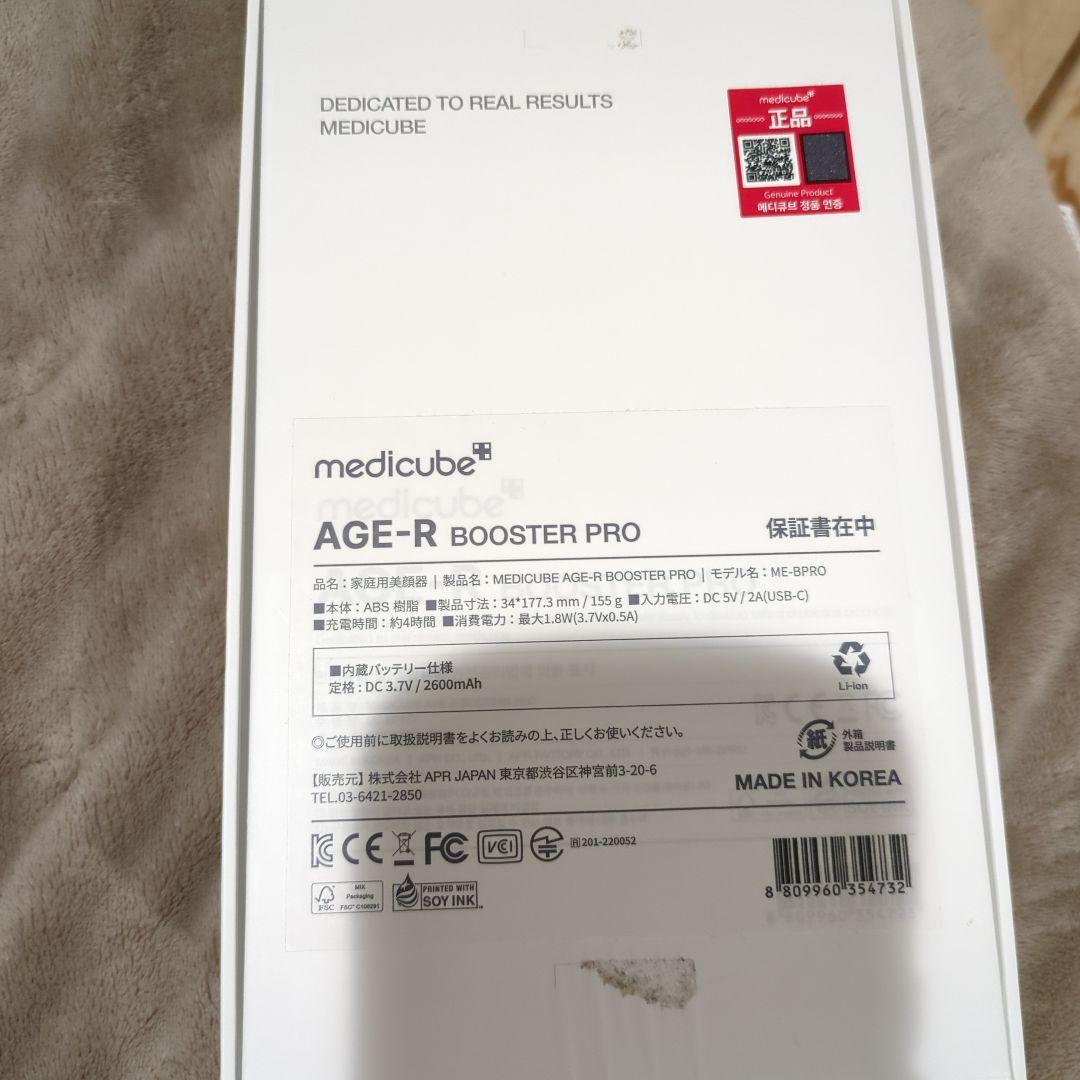 DEDICATED TO REAL RESULTS
MEDICUBE
medicube
正品
Genuine Product
메디큐브 정품 인증
medicube
AGE-R BOOSTER PRO
保証書在中
品名：家庭用美顔器 | 製品名：MEDICUBE AGE-R BOOSTER PRO | モデル名：ME-BPRO
■本体：ABS 樹脂 ■製品寸法：34*177.3 mm / 155 g ■入力電圧：DC 5V / 2A(USB-C)
■充電時間：約4時間 ■消費電力：最大1.8W(3.7Vx0.5A)
■内蔵バッテリー仕様
定格 : DC 3.7V / 2600mAh
Li-ion
◎ご使用前に取扱説明書をよくお読みの上、正しくお使いください。
紙 外箱
製品説明書
【販売元】株式会社 APR JAPAN 東京都渋谷区神宮前3-20-6
TEL.03-6421-2850
MADE IN KOREA
CE FC VCI R 201-220052
FSC
MIX
Packaging
FSC® C106291
PRINTED WITH
SOY INK™
8 809960 354732